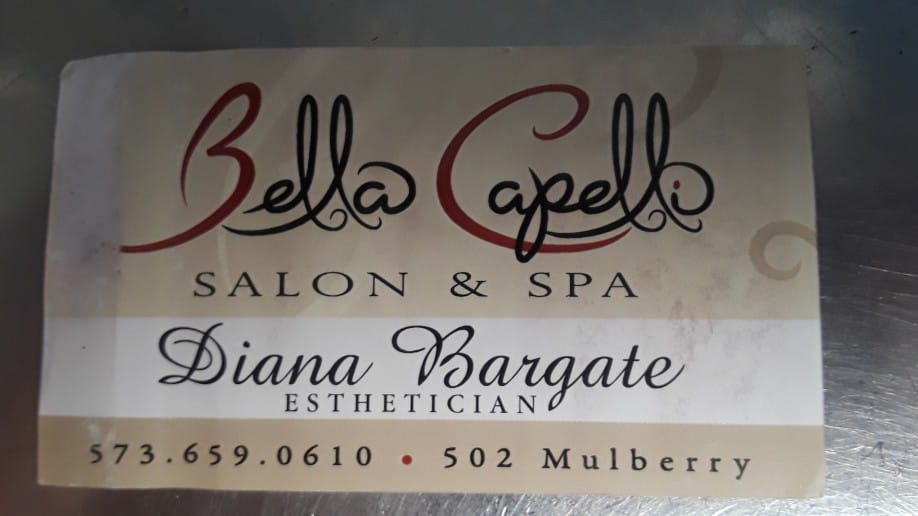 Bella Capelli
SALON & SPA
Diana Bargate
ESTHETICIAN
573.659.0610 • 502 Mulberry